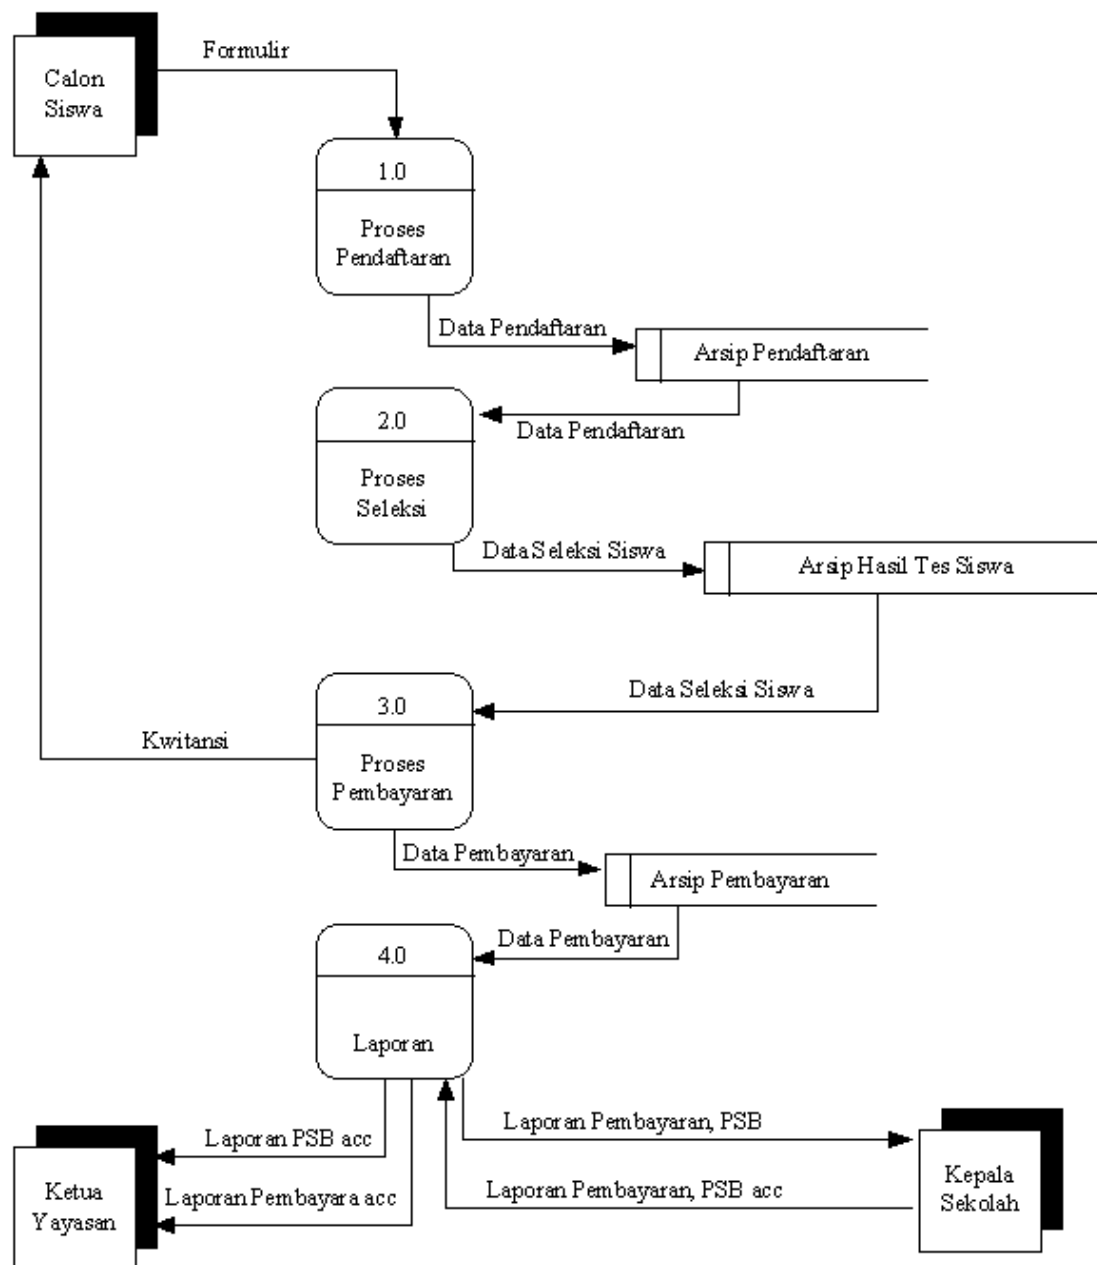 Formulir
Calon
Siswa
1.0
Proses
Pendaftaran
Data Pendaftaran
Arsip Pendaftaran
2.0
Data Pendaftaran
Proses
Seleksi
Data Seleksi Siswa
Arsip Hasil Tes Siswa
Data Seleksi Siswa
3.0
Kwitansi
Proses
Pembayaran
Data Pembayaran
Arsip Pembayaran
Data Pembayaran
4.0
Laporan
Laporan Pembayaran, PSB
Laporan PSB acc
Kepala
Sekolah
Laporan Pembayaran, PSB acc
Laporan Pembayara acc
Ketua
Yayasan